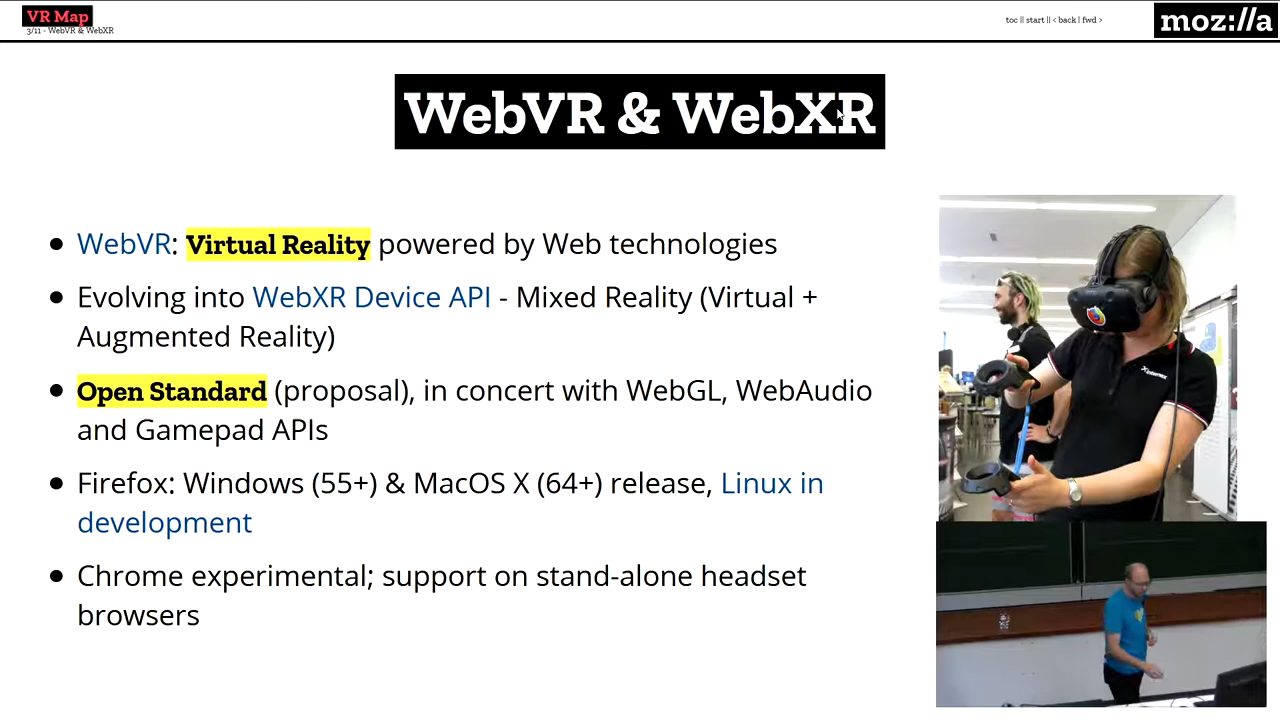 VR Map
3/11 - WebVR & WebXR
toc || start || < back | fwd >
moz://a
WebVR & WebXR
• WebVR: Virtual Reality powered by Web technologies
• Evolving into WebXR Device API - Mixed Reality (Virtual +
Augmented Reality)
• Open Standard (proposal), in concert with WebGL, WebAudio
and Gamepad APIs
• Firefox: Windows (55+) & MacOS X (64+) release, Linux in
development
• Chrome experimental; support on stand-alone headset
browsers